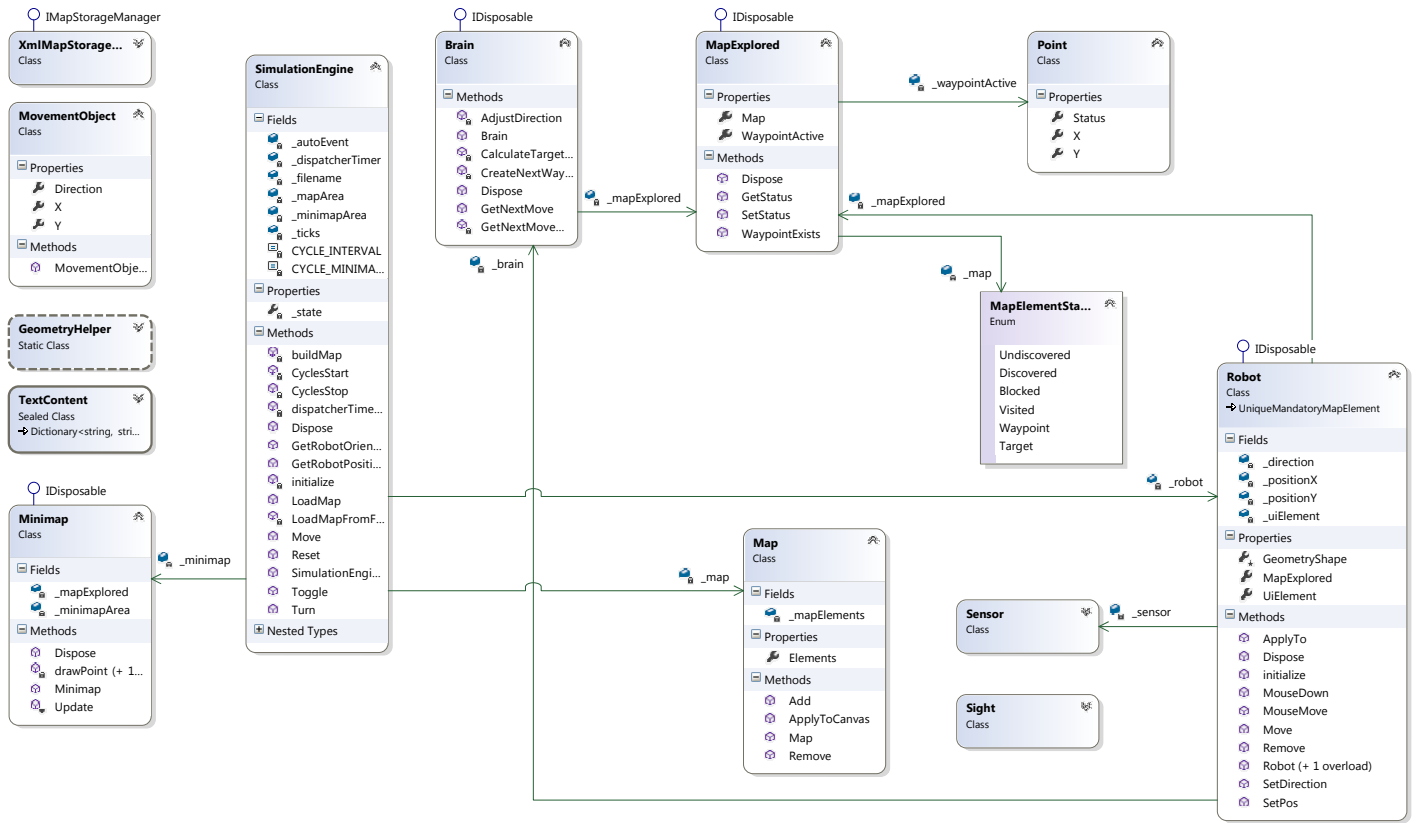 IMapStorageManager
XmlMapStorage...
Class
MovementObject
Class
Properties
Direction
X
Y
Methods
MovementObje...
GeometryHelper
Static Class
TextContent
Sealed Class
Dictionary<string, stri...
IDisposable
Minimap
Class
Fields
_mapExplored
_minimapArea
Methods
Dispose
drawPoint (+ 1...
Minimap
Update
_minimap
SimulationEngine
Class
Fields
_autoEvent
_dispatcherTimer
_filename
_mapArea
_minimapArea
_ticks
CYCLE_INTERVAL
CYCLE_MINIMA...
Properties
_state
Methods
buildMap
CyclesStart
CyclesStop
dispatcherTime...
Dispose
GetRobotOrien...
GetRobotPositi...
initialize
LoadMap
LoadMapFromF...
Move
Reset
SimulationEngi...
Toggle
Turn
Nested Types
IDisposable
Brain
Class
Methods
AdjustDirection
Brain
CalculateTarget...
CreateNextWay...
Dispose
GetNextMove
GetNextMove...
_mapExplored
_brain
IDisposable
MapExplored
Class
Properties
Map
WaypointActive
Methods
Dispose
GetStatus
SetStatus
WaypointExists
_waypointActive
Point
Class
Properties
Status
X
Y
_mapExplored
_map
MapElementSta...
Enum
Undiscovered
Discovered
Blocked
Visited
Waypoint
Target
_robot
_map
Map
Class
Fields
_mapElements
Properties
Elements
Methods
Add
ApplyToCanvas
Map
Remove
Sensor
Class
_sensor
Sight
Class
IDisposable
Robot
Class
UniqueMandatoryMapElement
Fields
_direction
_positionX
_positionY
_uiElement
Properties
GeometryShape
MapExplored
UiElement
Methods
ApplyTo
Dispose
initialize
MouseDown
MouseMove
Move
Remove
Robot (+ 1 overload)
SetDirection
SetPos